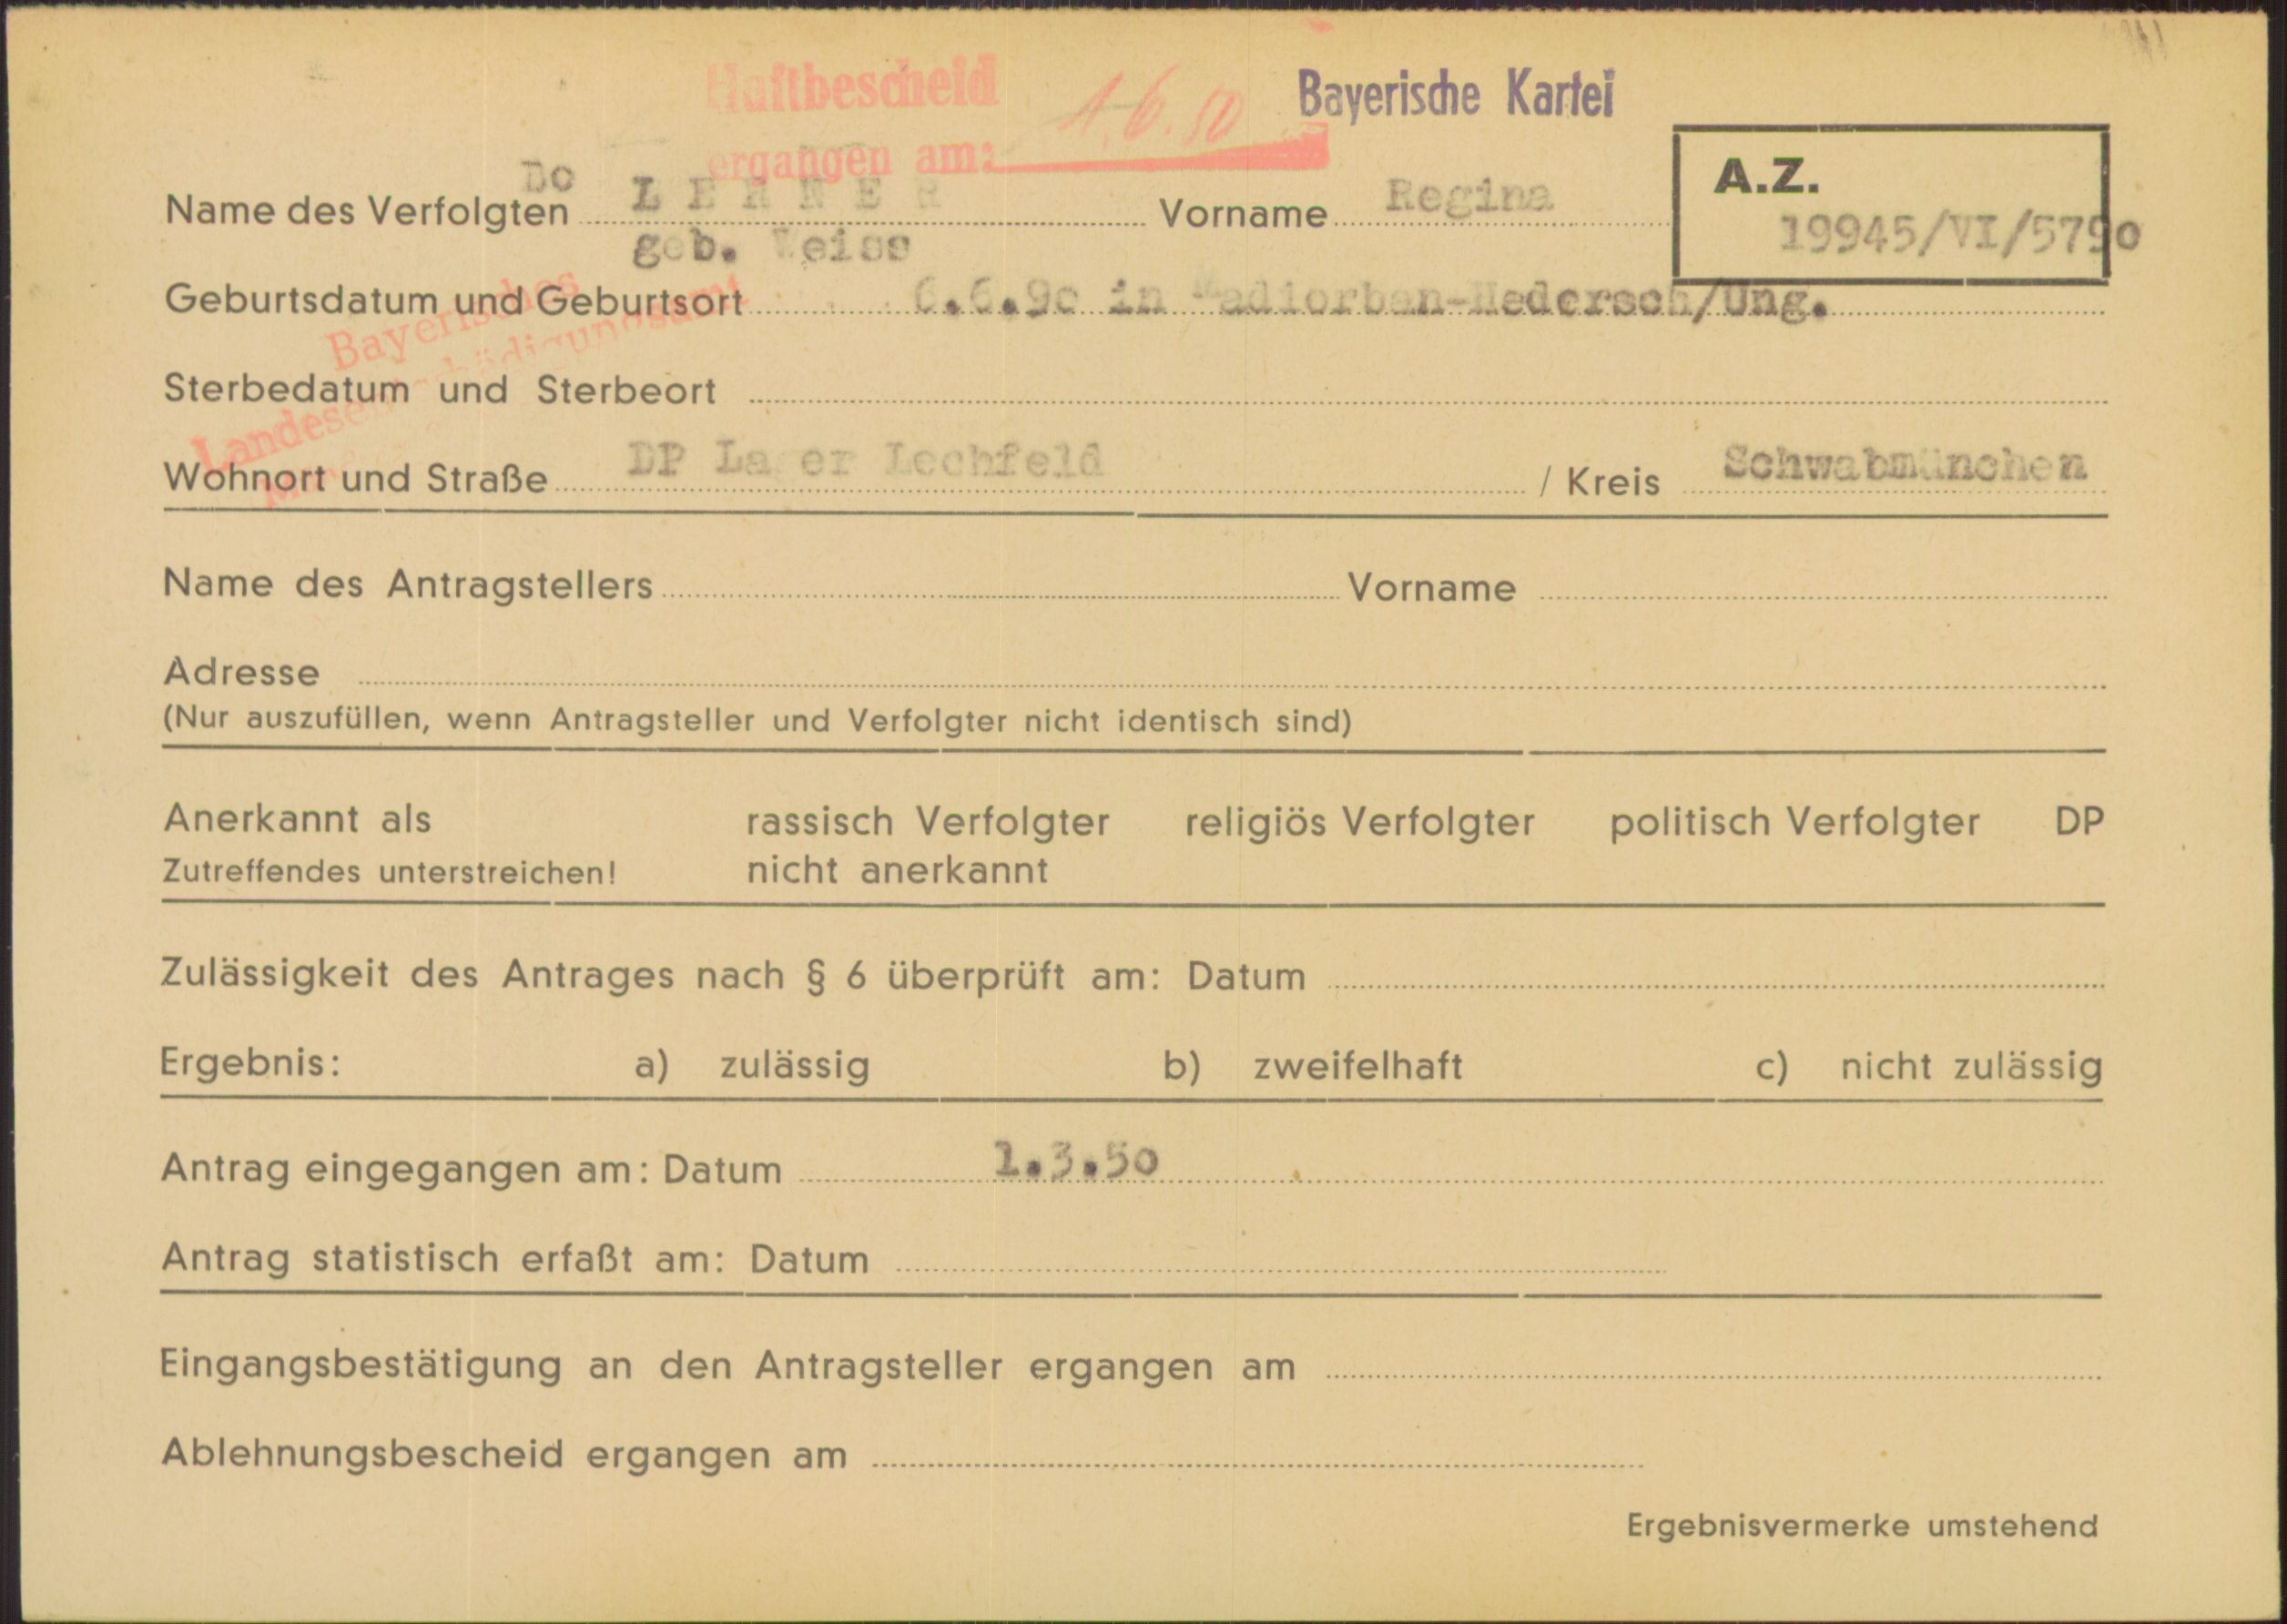 Haftbescheid
ergangen am: 1.6.50
Bayerische Kartei
A.Z.
19945/VI/5790
Do
Name des Verfolgten LERNER Vorname Regina
geb. Weiss
Geburtsdatum und Geburtsort 6.6.90 in Madiorban-Hedersch/Ung.
Bayerisches
Sterbedatum und Sterbeort
Wohnort und Straße DP Lager Lechfeld / Kreis Schwabmünchen
Name des Antragstellers Vorname
Adresse
(Nur auszufüllen, wenn Antragsteller und Verfolgter nicht identisch sind)
Anerkannt als rassisch Verfolgter religiös Verfolgter politisch Verfolgter DP
Zutreffendes unterstreichen! nicht anerkannt
Zulässigkeit des Antrages nach § 6 überprüft am: Datum
Ergebnis: a) zulässig b) zweifelhaft c) nicht zulässig
Antrag eingegangen am: Datum 1.3.50
Antrag statistisch erfaßt am: Datum
Eingangsbestätigung an den Antragsteller ergangen am
Ablehnungsbescheid ergangen am
Ergebnisvermerke umstehend